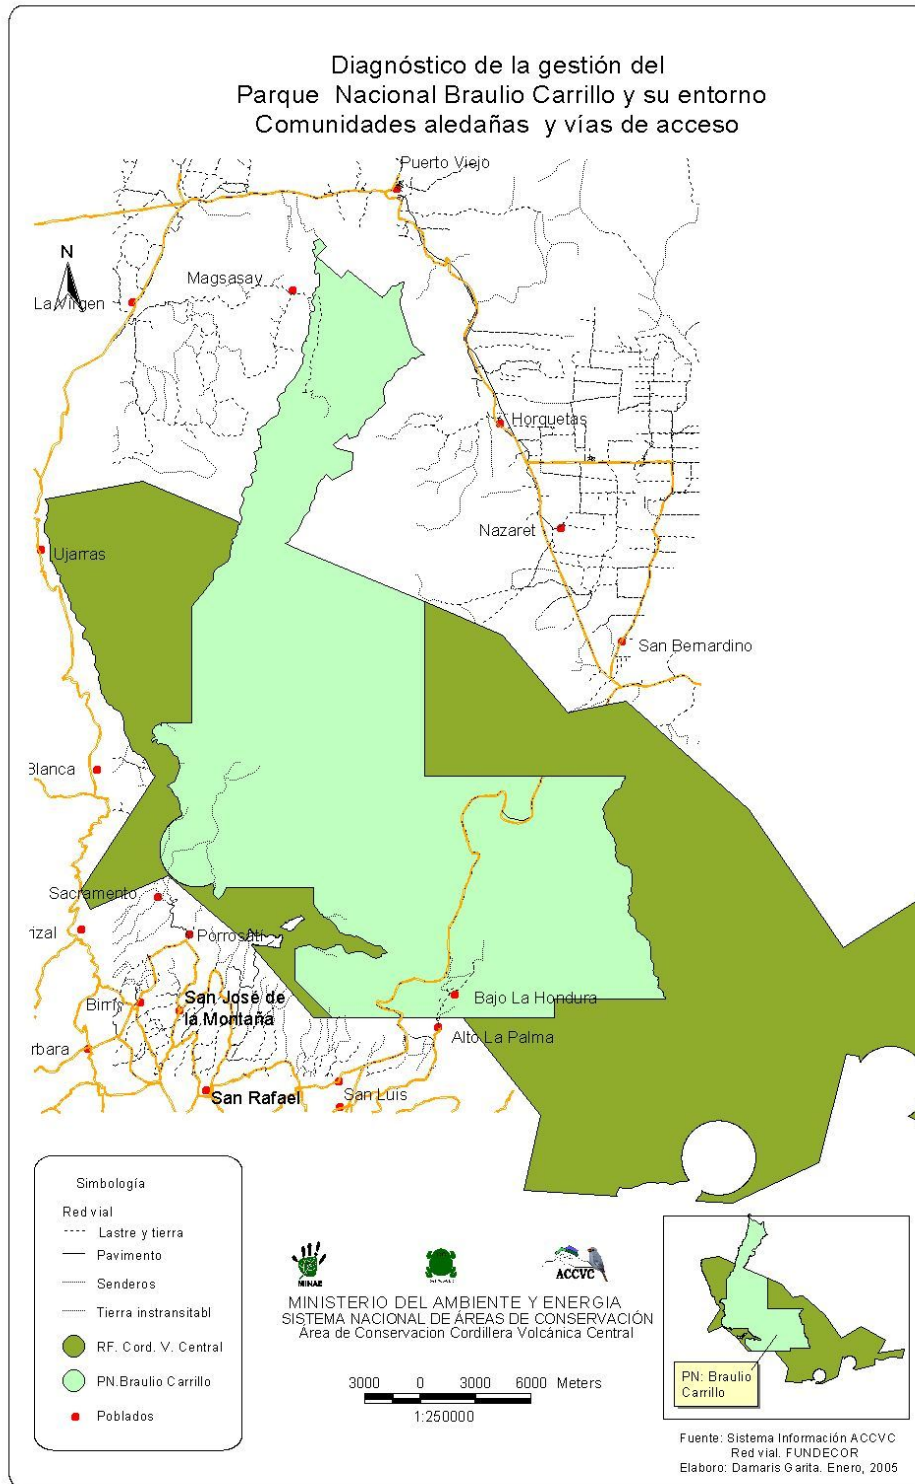 Diagnóstico de la gestión del
Parque Nacional Braulio Carrillo y su entorno
Comunidades aledañas y vías de acceso
Puerto Viejo
N
Magsasay
La Virgen
Horquetas
Nazaret
Ujarras
San Bernardino
Blanca
Sacramento
rizal
Porrosatí
Bajo La Hondura
San José de
la Montaña
Birrí
Alto La Palma
rbara
San Rafael
San Luis
Simbología
Red vial
Lastre y tierra
Pavimento
Senderos
Tierra instransitabl
RF. Cord. V. Central
PN.Braulio Carrillo
Poblados
MINAE
ACCVC
MINISTERIO DEL AMBIENTE Y ENERGIA
SISTEMA NACIONAL DE ÁREAS DE CONSERVACIÓN
Área de Conservacion Cordillera Volcánica Central
3000 0 3000 6000 Meters
1:250000
PN: Braulio
Carrillo
Fuente: Sistema Información ACCVC
Red vial. FUNDECOR
Elaboro: Damaris Garita. Enero, 2005